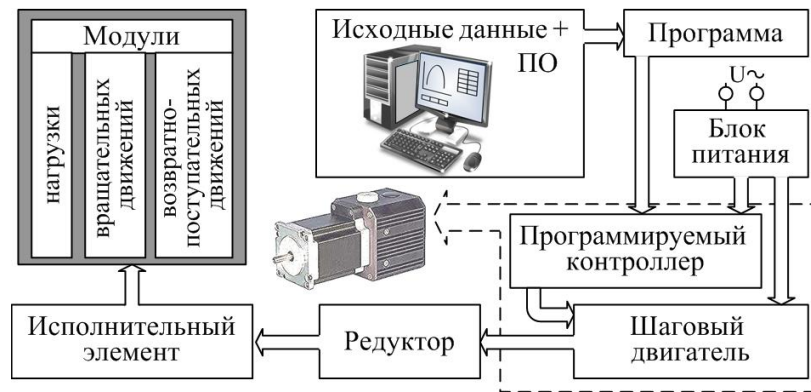 Модули
нагрузки
вращательных
движений
возвратно-
поступательных
движений
Исходные данные +
ПО
Программа
U~
Блок
питания
Программируемый
контроллер
Исполнительный
элемент
Редуктор
Шаговый
двигатель